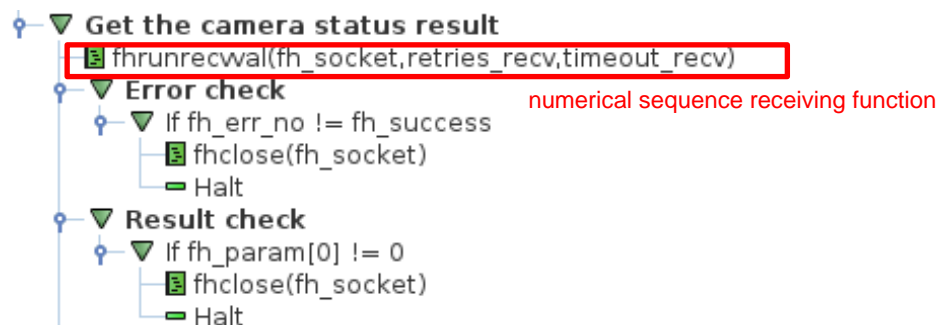 Get the camera status result
fhrunrecvval(fh_socket,retries_recv,timeout_recv)
Error check
numerical sequence receiving function
If fh_err_no != fh_success
fhclose(fh_socket)
Halt
Result check
If fh_param[0] != 0
fhclose(fh_socket)
Halt